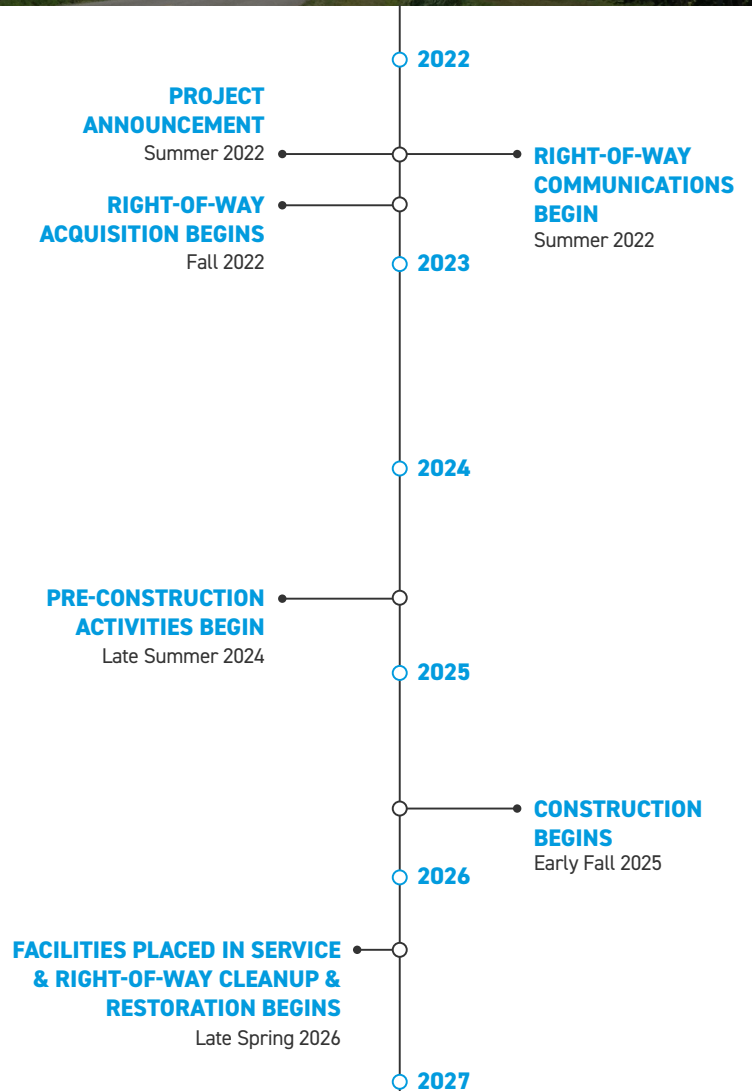 2022
PROJECT
ANNOUNCEMENT
Summer 2022
RIGHT-OF-WAY
COMMUNICATIONS
BEGIN
Summer 2022
RIGHT-OF-WAY
ACQUISITION BEGINS
Fall 2022
2023
2024
PRE-CONSTRUCTION
ACTIVITIES BEGIN
Late Summer 2024
2025
CONSTRUCTION
BEGINS
Early Fall 2025
2026
FACILITIES PLACED IN SERVICE
& RIGHT-OF-WAY CLEANUP &
RESTORATION BEGINS
Late Spring 2026
2027